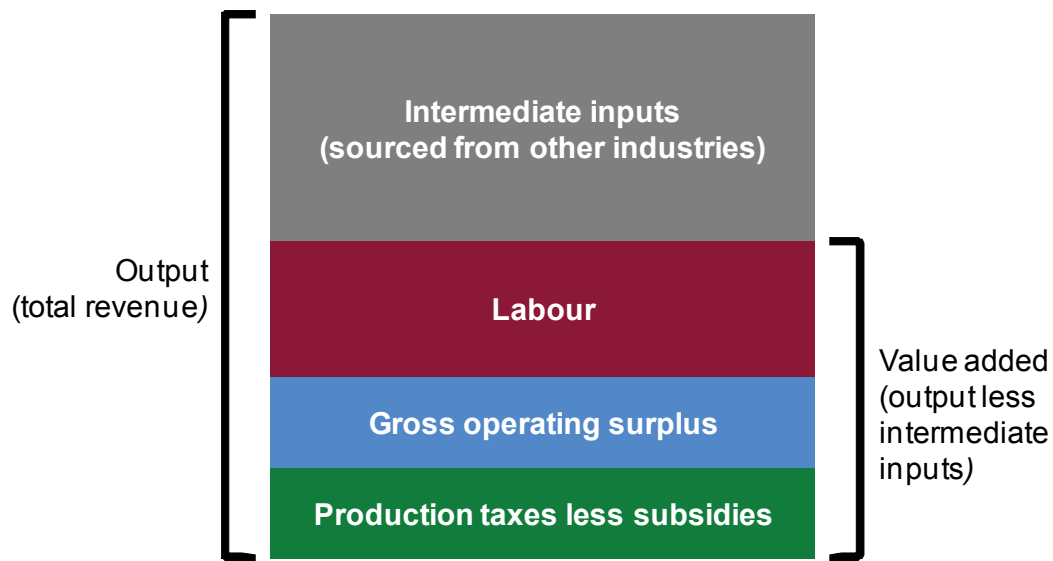 Intermediate inputs
(sourced from other industries)
Output
(total revenue)
Labour
Value added
(output less
intermediate
inputs)
Gross operating surplus
Production taxes less subsidies